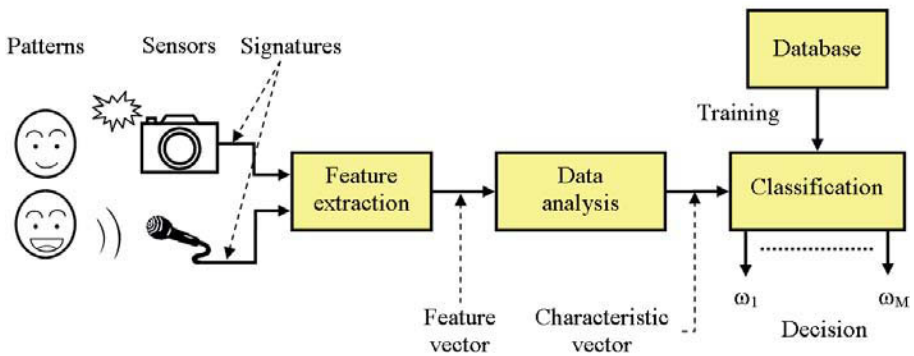 Patterns
Sensors
Signatures
Database
Training
Feature
extraction
Data
analysis
Classification
ω1
ωM
Feature
vector
Characteristic
vector
Decision